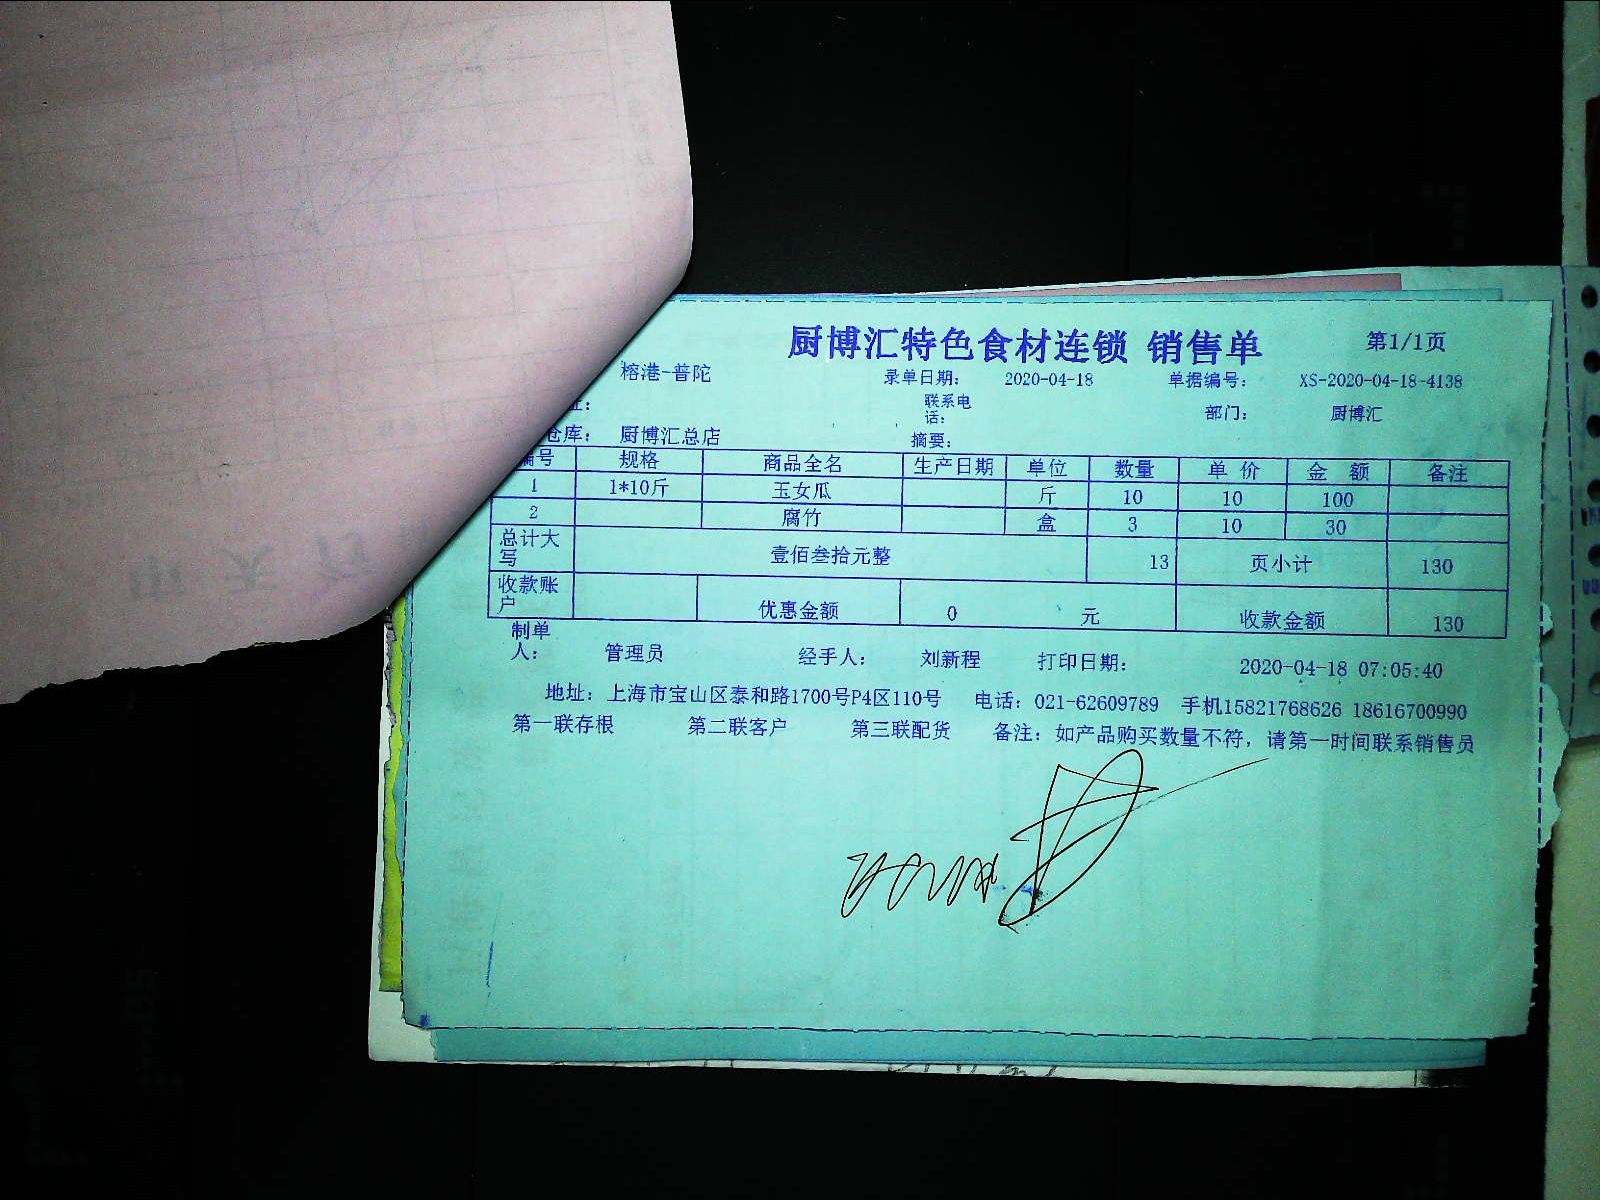 厨博汇特色食材连锁 销售单 第1/1页
榕港-普陀 录单日期： 2020-04-18 单据编号： XS-2020-04-18-4138
址： 联系电话： 部门： 厨博汇
仓库： 厨博汇总店 摘要：
编号 规格 商品全名 生产日期 单位 数量 单 价 金 额 备注
1 1*10斤 玉女瓜 斤 10 10 100
2 腐竹 盒 3 10 30
总计大写 壹佰叁拾元整 13 页小计 130
收款账户 优惠金额 0 元 收款金额 130
制单人： 管理员 经手人： 刘新程 打印日期： 2020-04-18 07:05:40
地址：上海市宝山区泰和路1700号P4区110号 电话：021-62609789 手机15821768626 18616700990
第一联存根 第二联客户 第三联配货 备注：如产品购买数量不符，请第一时间联系销售员